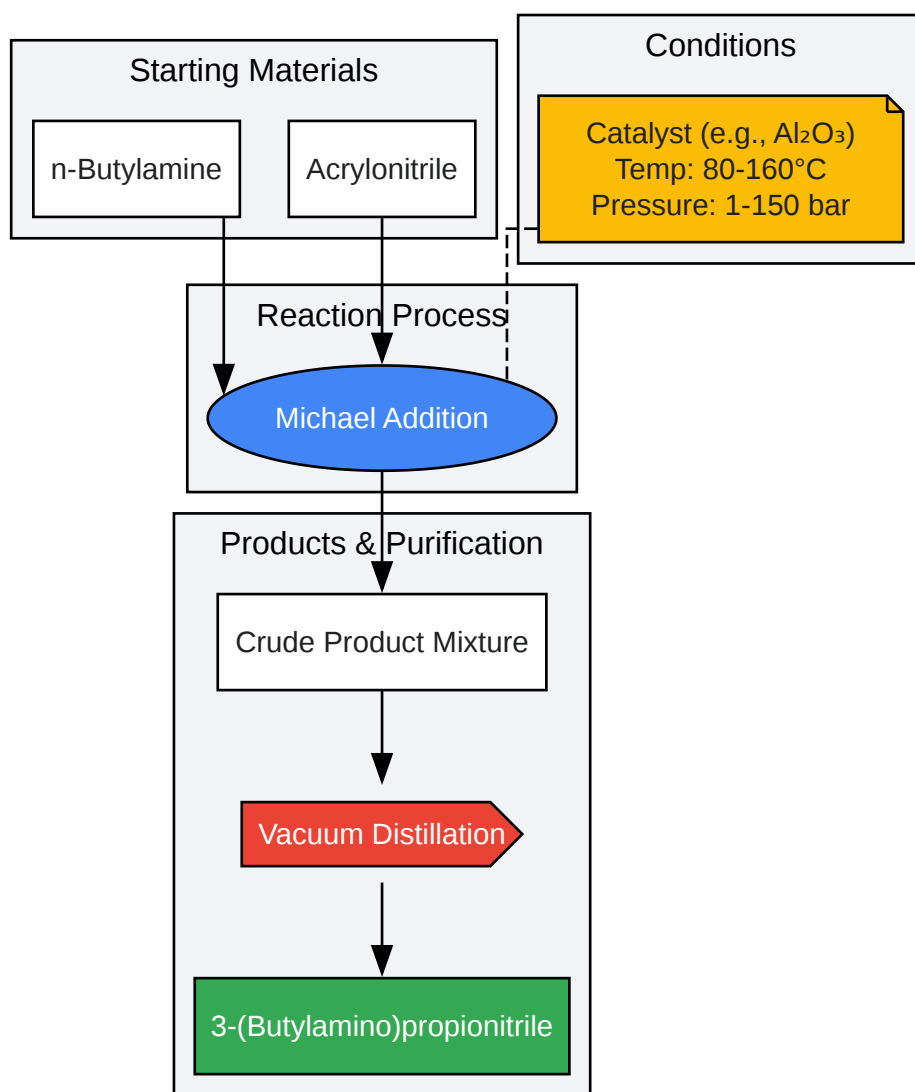 Starting Materials
n-Butylamine
Acrylonitrile
Conditions
Catalyst (e.g., Al₂O₃)
Temp: 80-160°C
Pressure: 1-150 bar
Reaction Process
Michael Addition
Products & Purification
Crude Product Mixture
Vacuum Distillation
3-(Butylamino)propionitrile